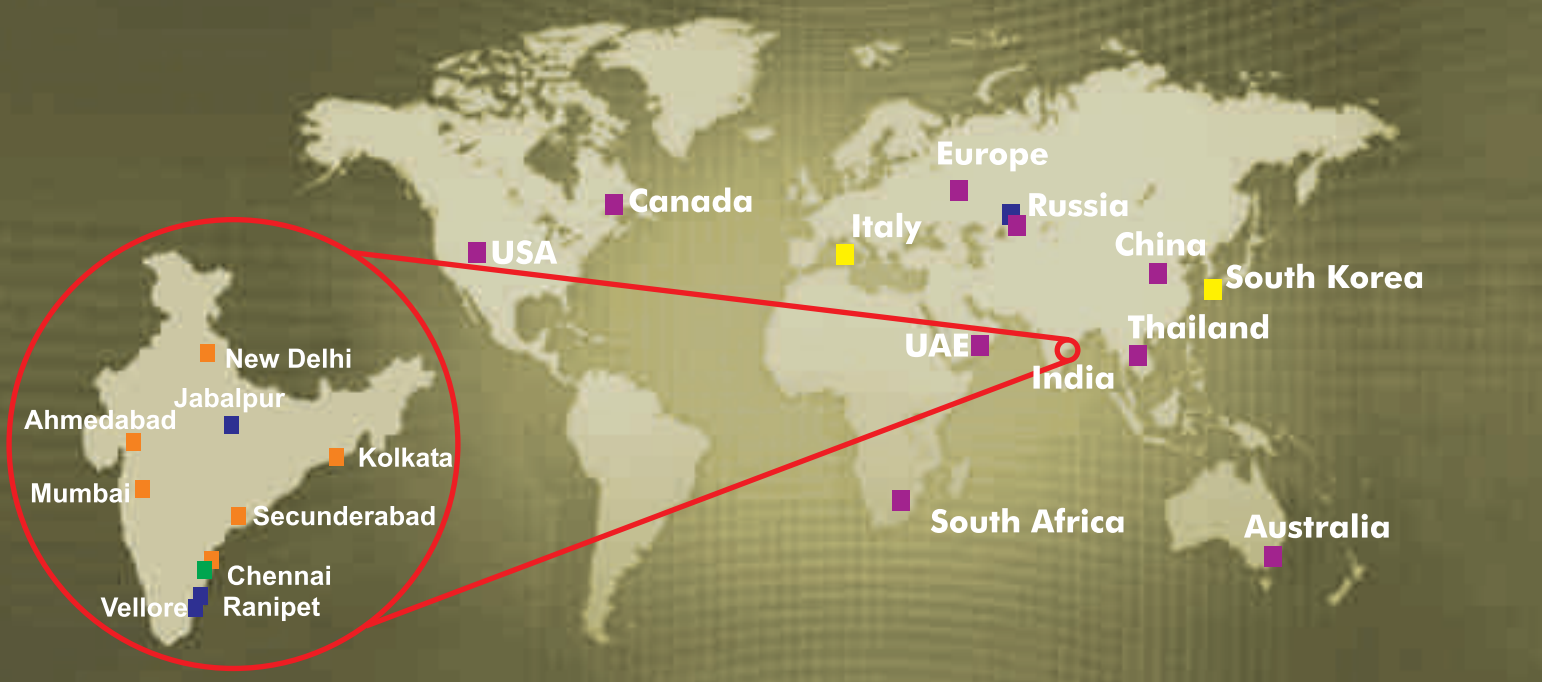 Europe
Canada
Russia
Italy
USA
China
South Korea
Thailand
UAE
India
New Delhi
Jabalpur
Ahmedabad
Kolkata
Mumbai
Secunderabad
South Africa
Australia
Chennai
Vellore
Ranipet